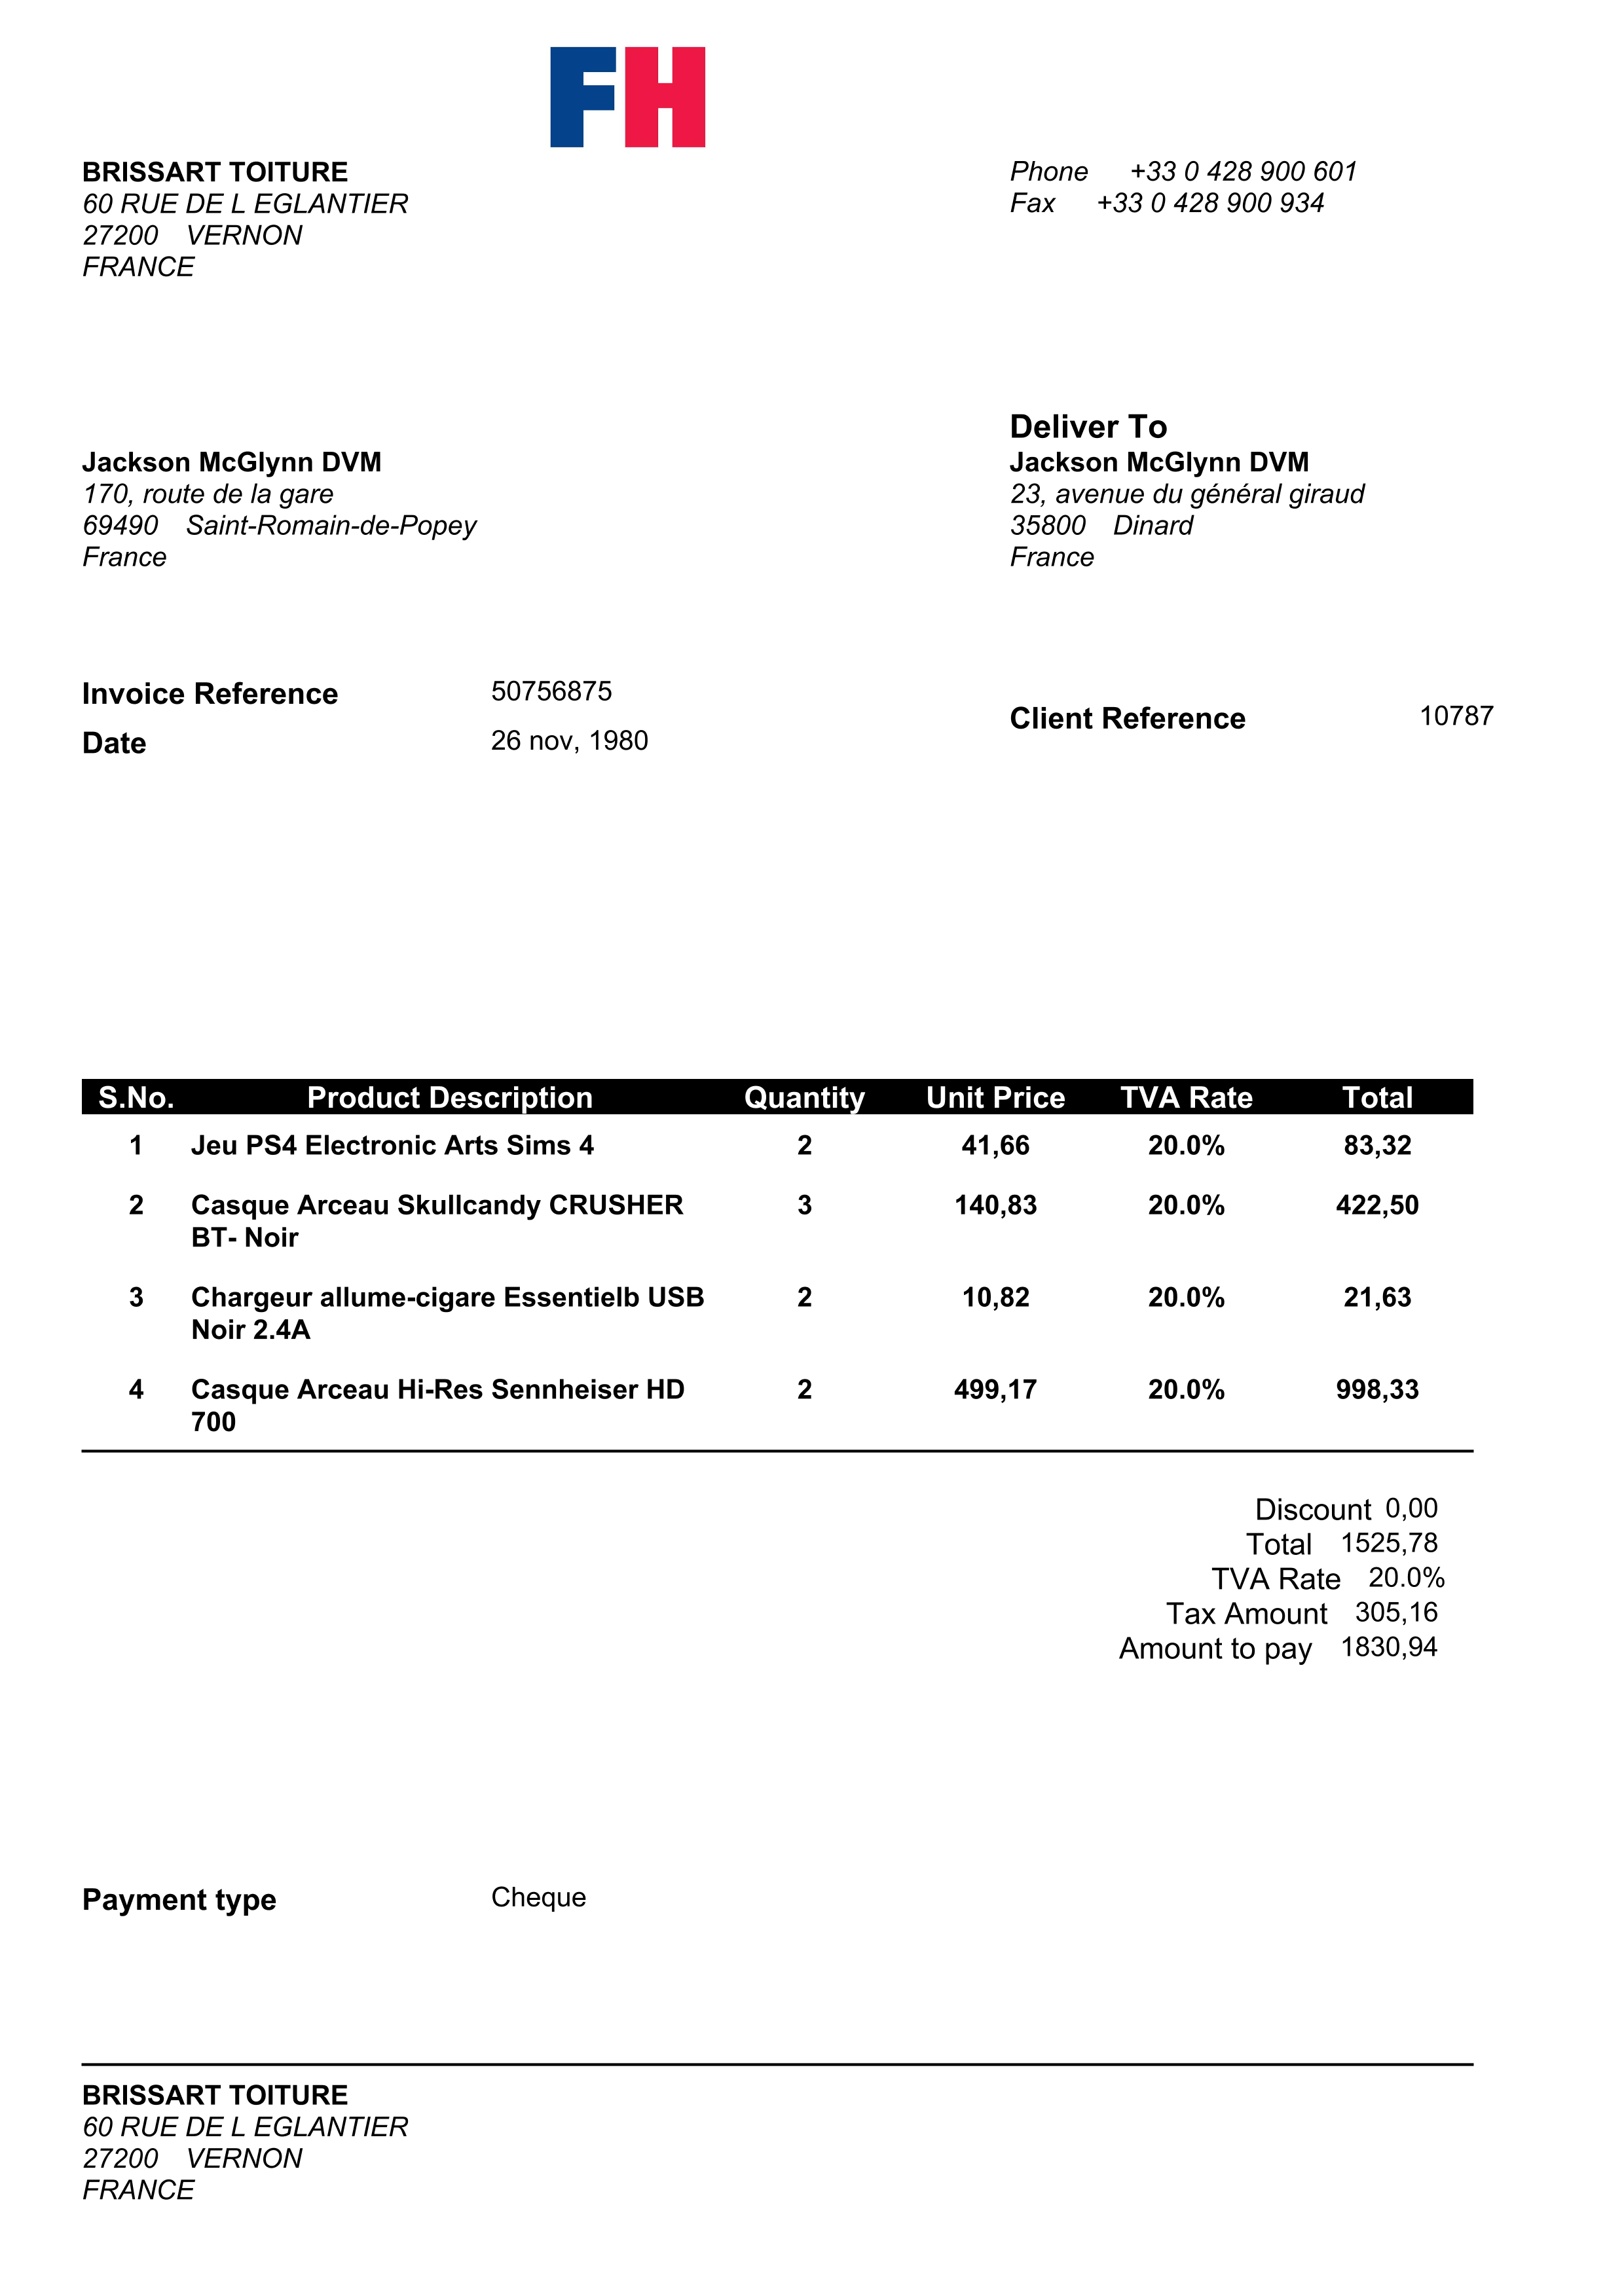 FH
BRISSART TOITURE
60 RUE DE L EGLANTIER
27200 VERNON
FRANCE
Phone +33 0 428 900 601
Fax +33 0 428 900 934
Jackson McGlynn DVM
170, route de la gare
69490 Saint-Romain-de-Popey
France
Deliver To
Jackson McGlynn DVM
23, avenue du général giraud
35800 Dinard
France
Invoice Reference 50756875
Date 26 nov, 1980
Client Reference 10787
S.No. Product Description Quantity Unit Price TVA Rate Total
1 Jeu PS4 Electronic Arts Sims 4 2 41,66 20.0% 83,32
2 Casque Arceau Skullcandy CRUSHER 3 140,83 20.0% 422,50
BT- Noir
3 Chargeur allume-cigare Essentielb USB 2 10,82 20.0% 21,63
Noir 2.4A
4 Casque Arceau Hi-Res Sennheiser HD 2 499,17 20.0% 998,33
700
Discount 0,00
Total 1525,78
TVA Rate 20.0%
Tax Amount 305,16
Amount to pay 1830,94
Payment type Cheque
BRISSART TOITURE
60 RUE DE L EGLANTIER
27200 VERNON
FRANCE